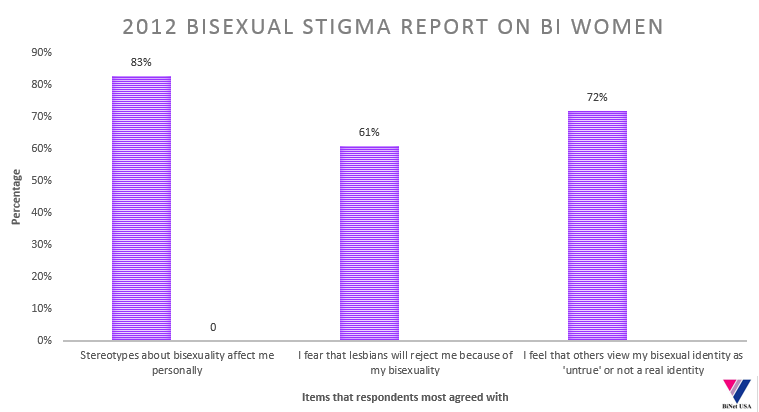 2012 BISEXUAL STIGMA REPORT ON BI WOMEN
90%
80%
70%
60%
50%
40%
30%
20%
10%
0%
Percentage
83%
0
61%
72%
Stereotypes about bisexuality affect me
personally
I fear that lesbians will reject me because of
my bisexuality
I feel that others view my bisexual identity as
'untrue' or not a real identity
Items that respondents most agreed with
BiNet USA